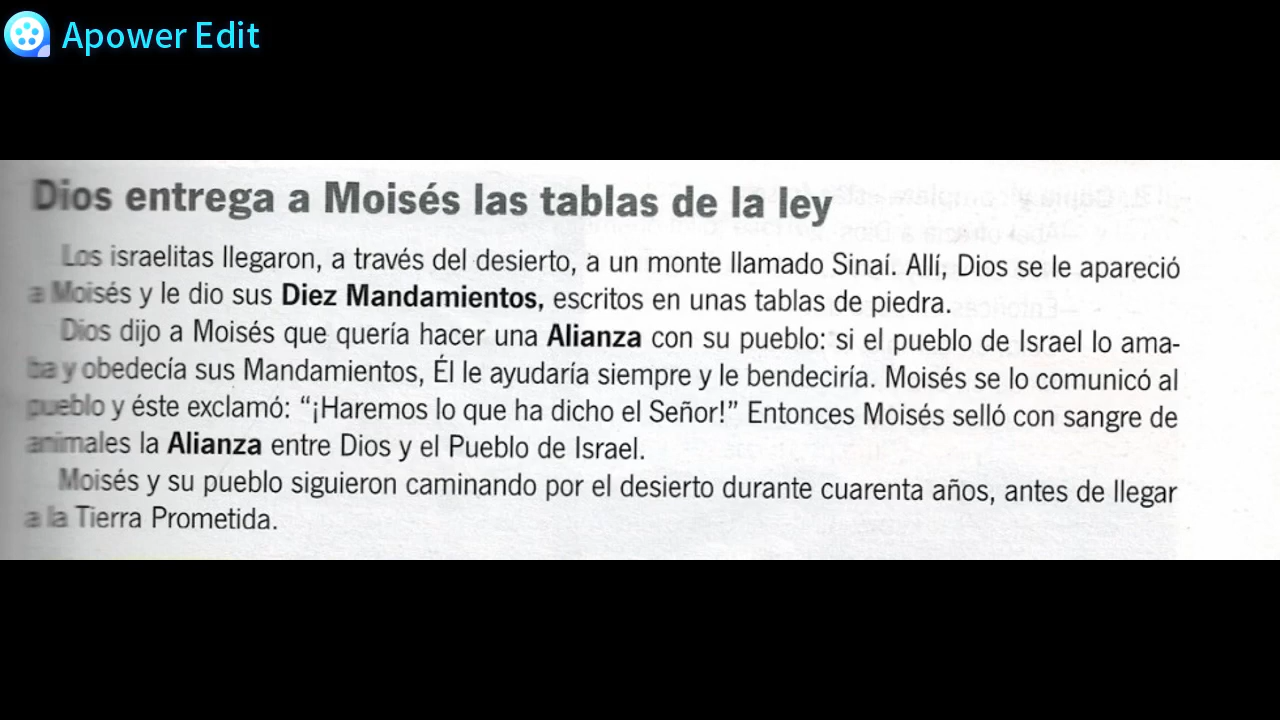 Apower Edit
Dios entrega a Moisés las tablas de la ley
Los israelitas llegaron, a través del desierto, a un monte llamado Sinaí. Allí, Dios se le apareció
a Moisés y le dio sus Diez Mandamientos, escritos en unas tablas de piedra.
Dios dijo a Moisés que quería hacer una Alianza con su pueblo: si el pueblo de Israel lo ama-
ba y obedecía sus Mandamientos, Él le ayudaría siempre y le bendeciría. Moisés se lo comunicó al
pueblo y éste exclamó: “¡Haremos lo que ha dicho el Señor!” Entonces Moisés selló con sangre de
animales la Alianza entre Dios y el Pueblo de Israel.
Moisés y su pueblo siguieron caminando por el desierto durante cuarenta años, antes de llegar
a la Tierra Prometida.